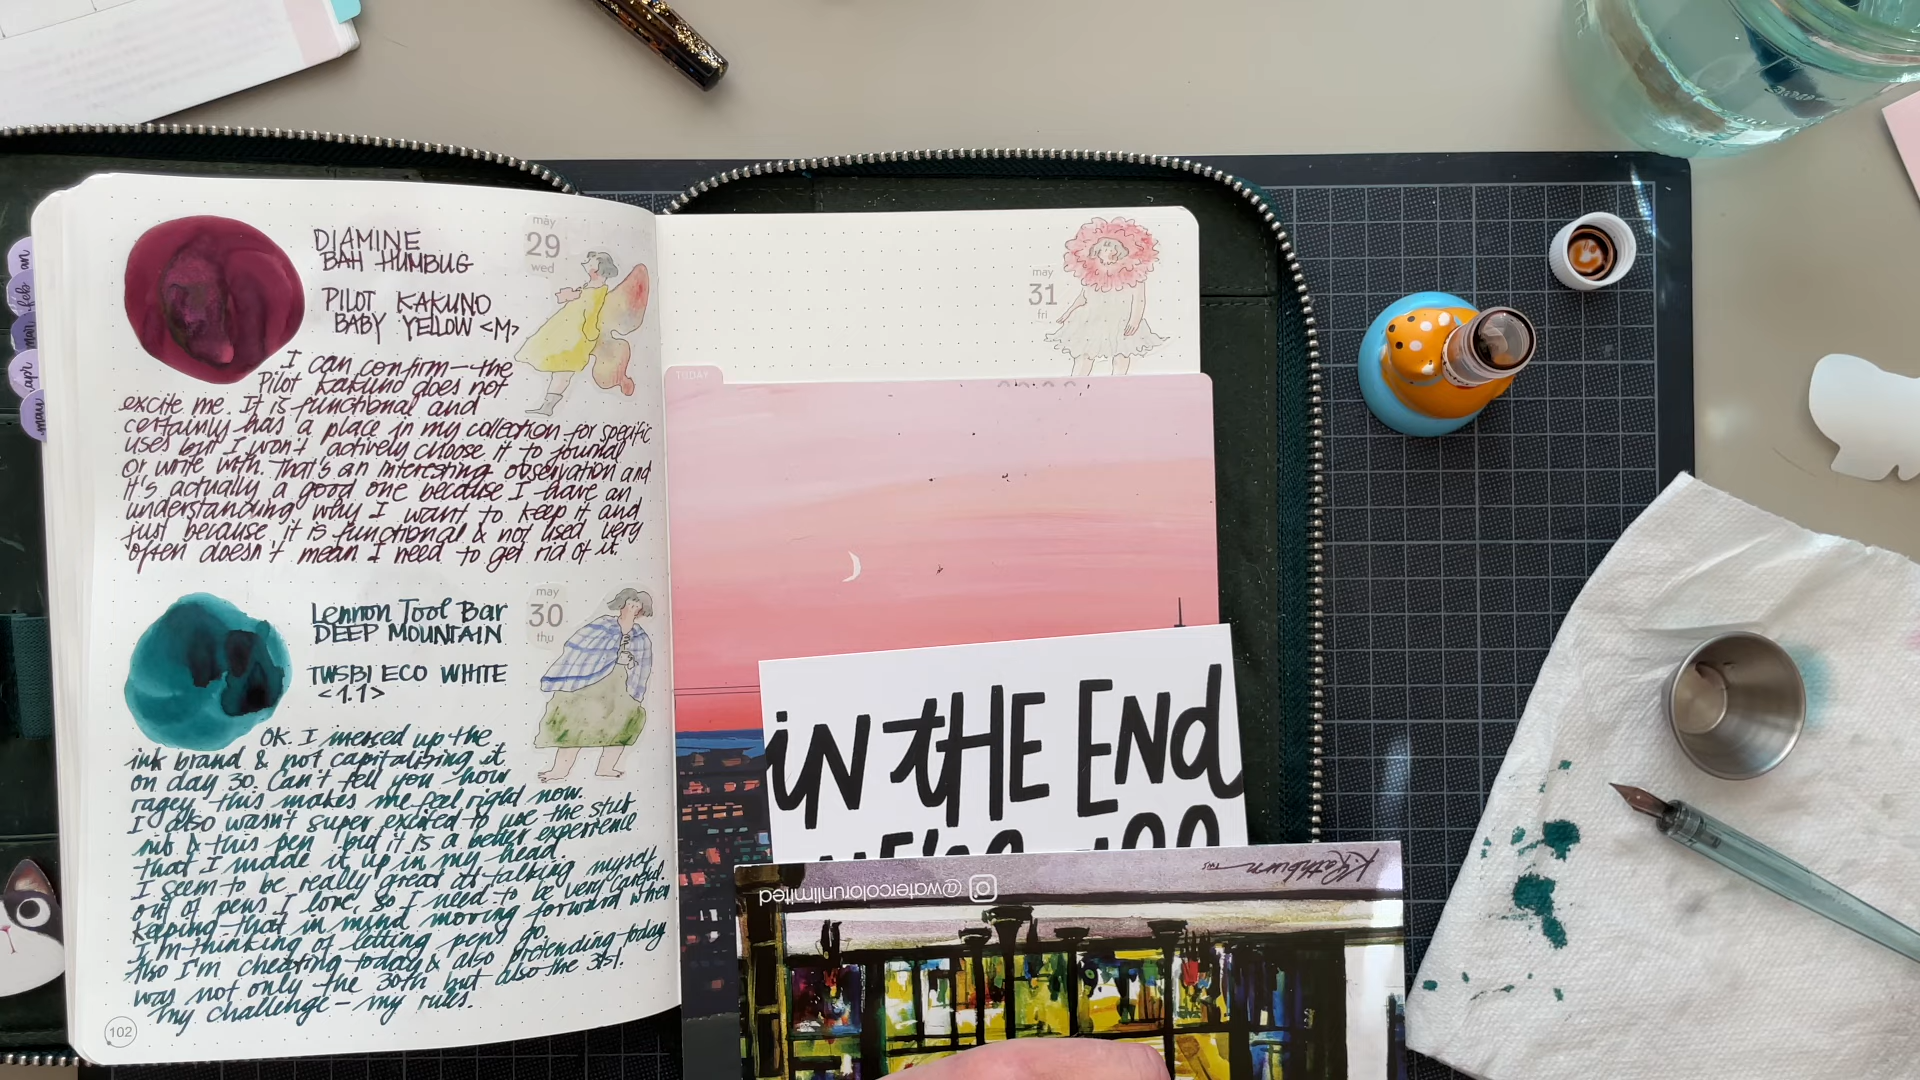 an
feb
mar
apr
may
DIAMINE
BAH HUMBUG
PILOT KAKUNO
BABY YELLOW <M>
may
29
wed
I can confirm—the
Pilot Kakuno does not
excite me. It is functional and
certainly has a place in my collection for specific
uses but I won't actively choose it to journal
or write with. That's an interesting observation and
it's actually a good one because I have an
understanding why I want to keep it and
just because it is functional & not used very
often doesn't mean I need to get rid of it.
Lennon Tool Bar
DEEP MOUNTAIN
TWSBI ECO WHITE
<1.1>
may
30
thu
OK. I messed up the
ink brand & not capitalising it
on day 30. Can't tell you how
ragey this makes me feel right now.
I also wasn't super excited to use the stub
nib & this pen but it is a better experience
that I made it up in my head.
I seem to be really great at talking myself
out of pens I love, so I need to be very careful.
Keeping that in mind moving forward when
I'm thinking of letting pens go.
Also I'm cheating today & also pretending today
was not only the 30th but also the 31st.
My challenge — my rules.
102
may
31
fri
TODAY
iN tHE ENd
WE'RE
@watercolorunlimited
K. Rathburn